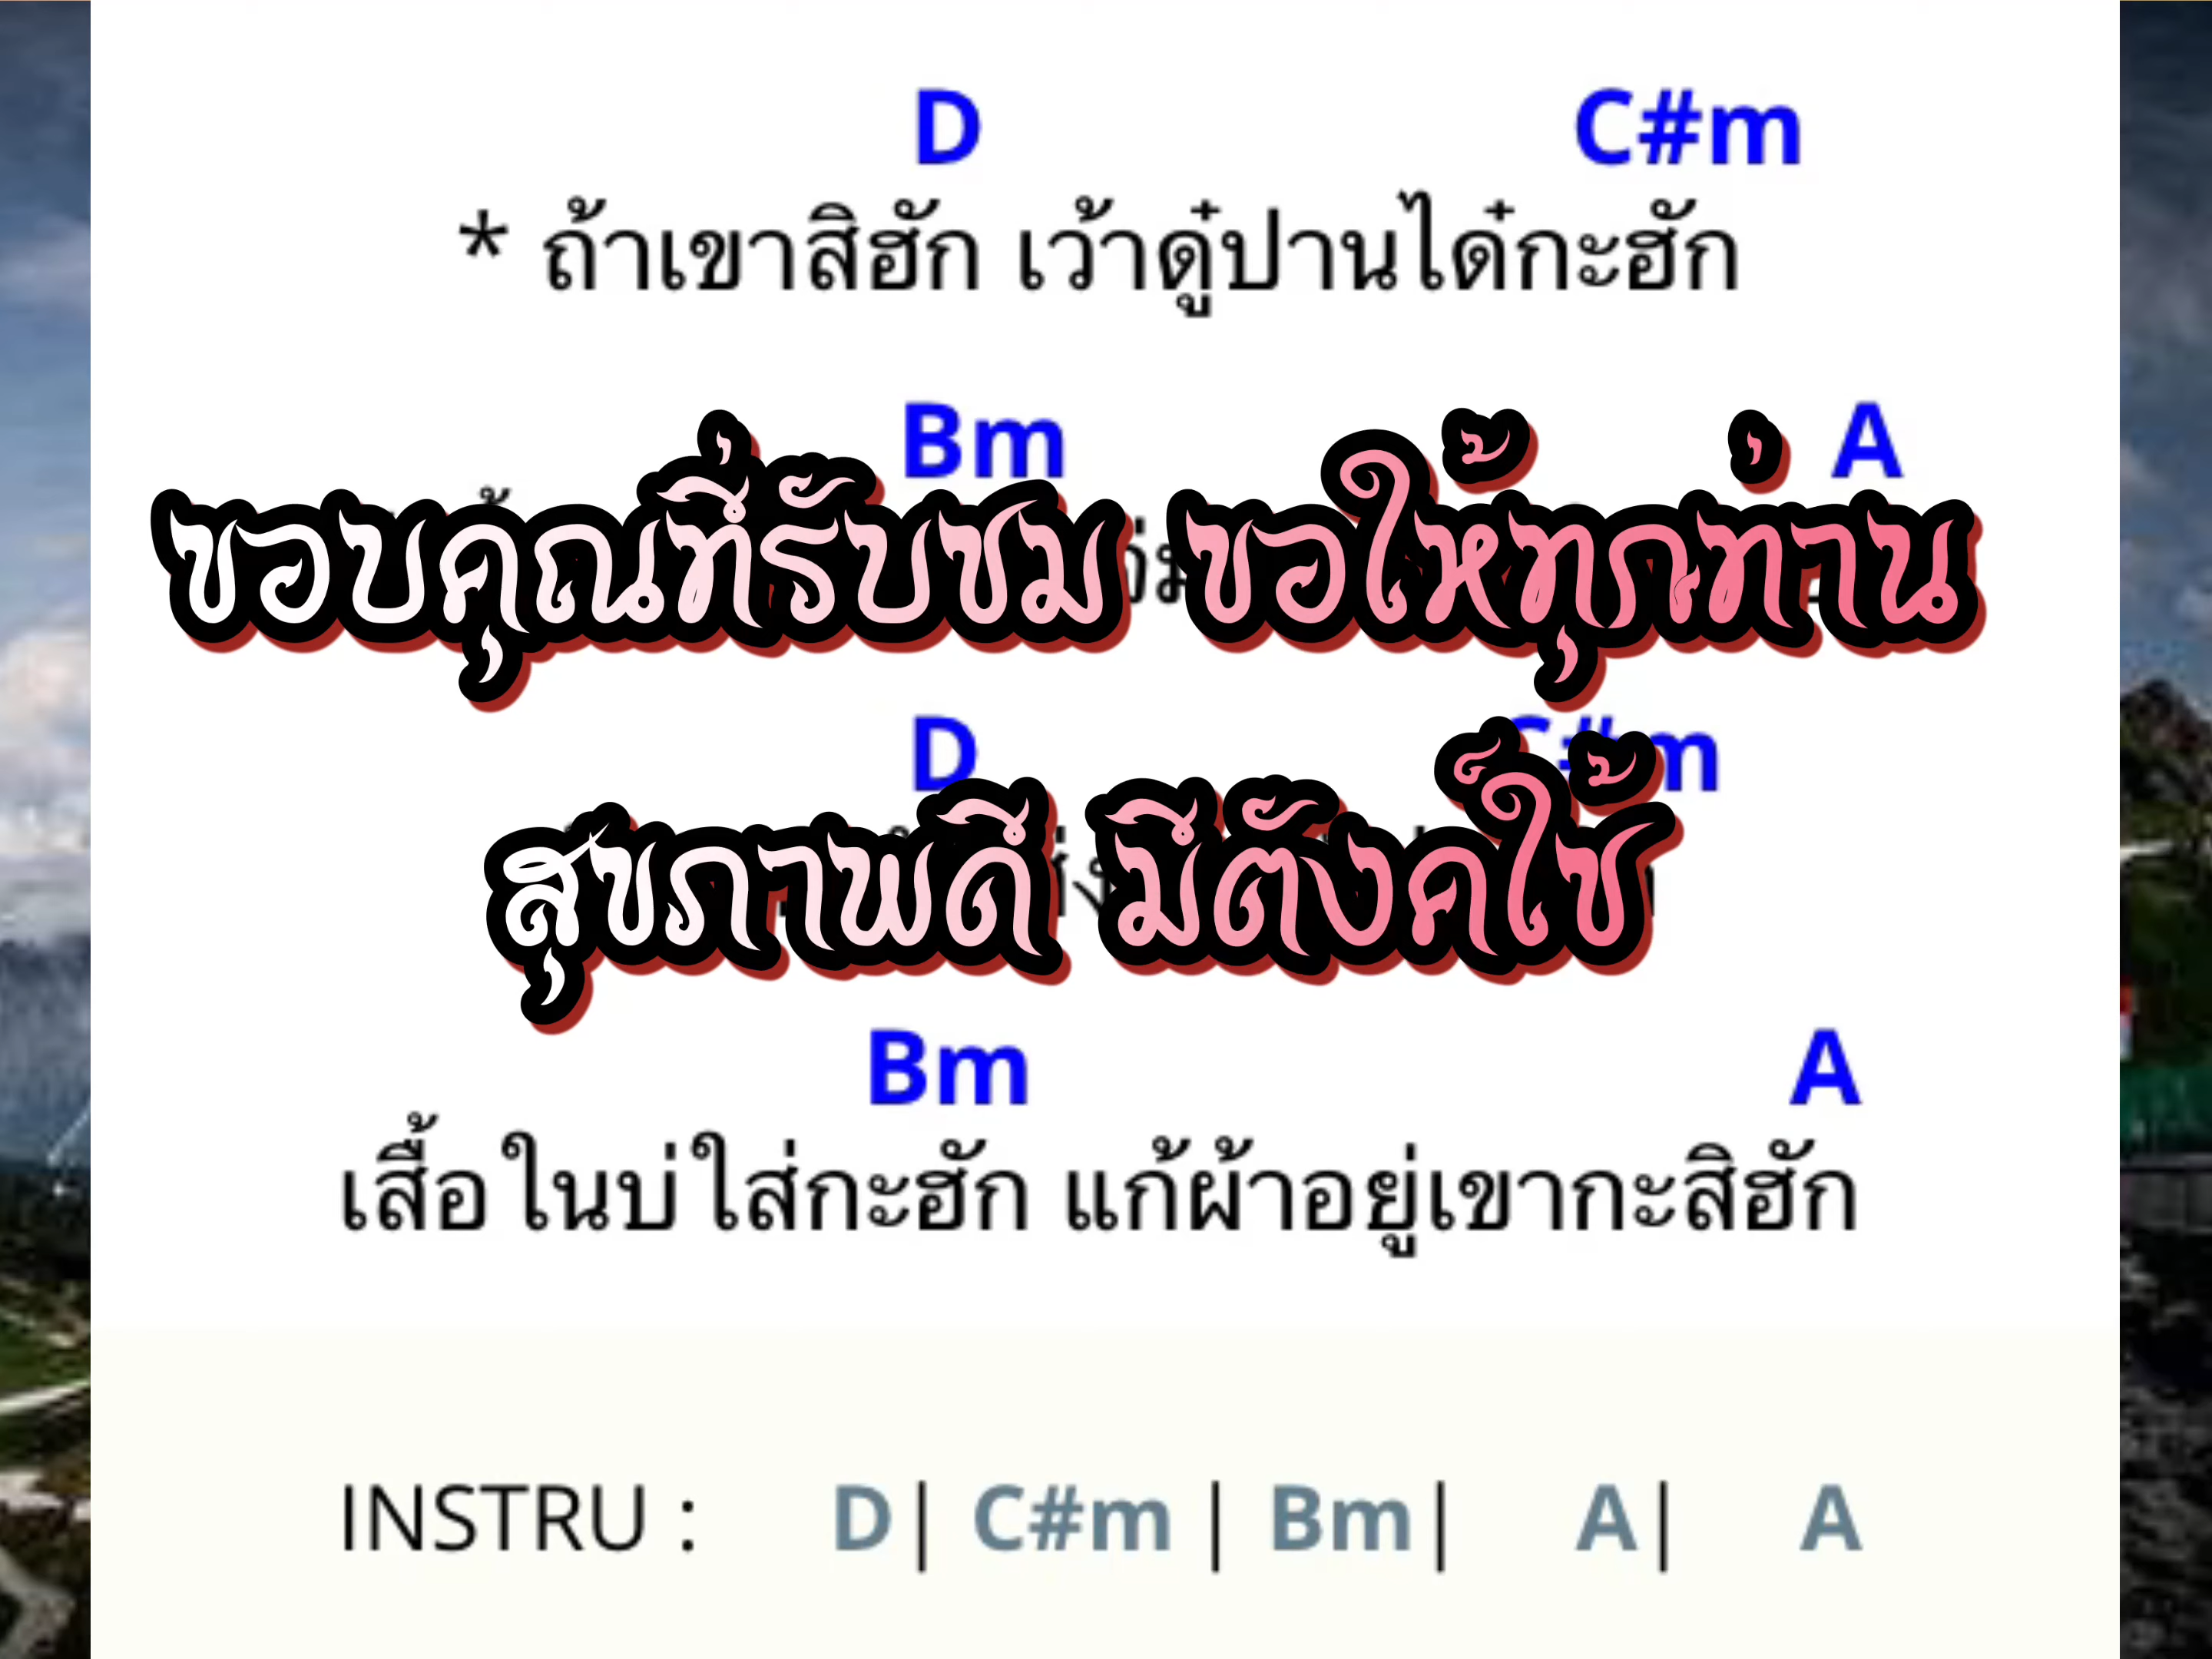 D C#m
* ถ้าเขาสิฮัก เว้าดู๋ปานได๋กะฮัก
Bm A
ขอบคุณที่รับชม ขอให้ทุกท่าน
D C#m
สุขภาพดี มีตังค์ใช้
Bm A
เสื้อในบ่ใส่กะฮัก แก้ผ้าอยู่เขากะสิฮัก
INSTRU : D| C#m | Bm| A| A